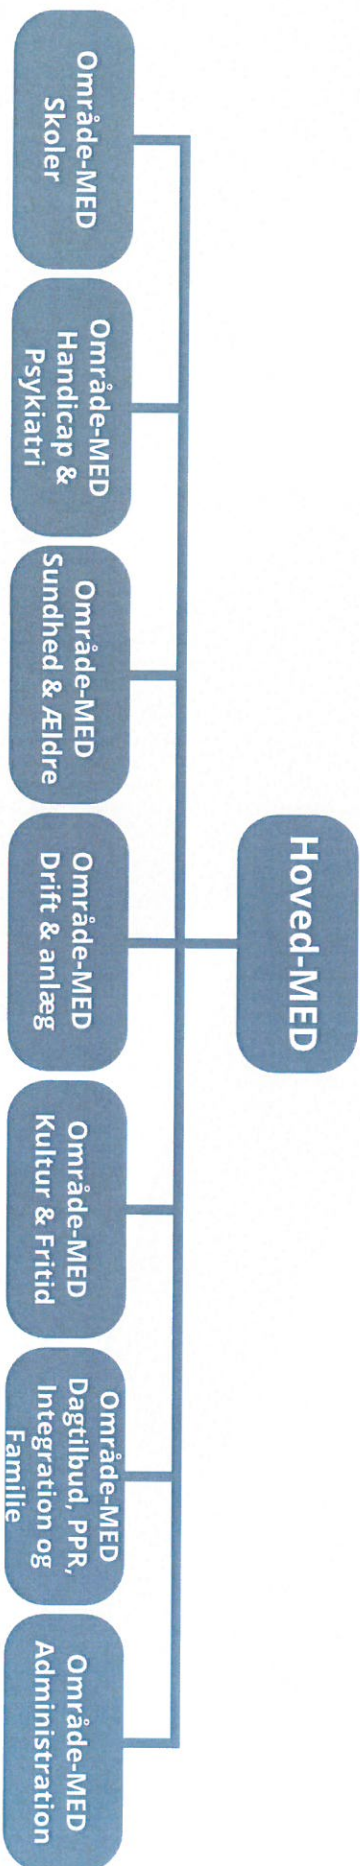 Hoved-MED
Område-MED
Skoler
Område-MED
Handicap &
Psykiatri
Område-MED
Sundhed & Ældre
Område-MED
Drift & anlæg
Område-MED
Kultur & Fritid
Område-MED
Dagtilbud, PPR,
Integration og
Familie
Område-MED
Administration